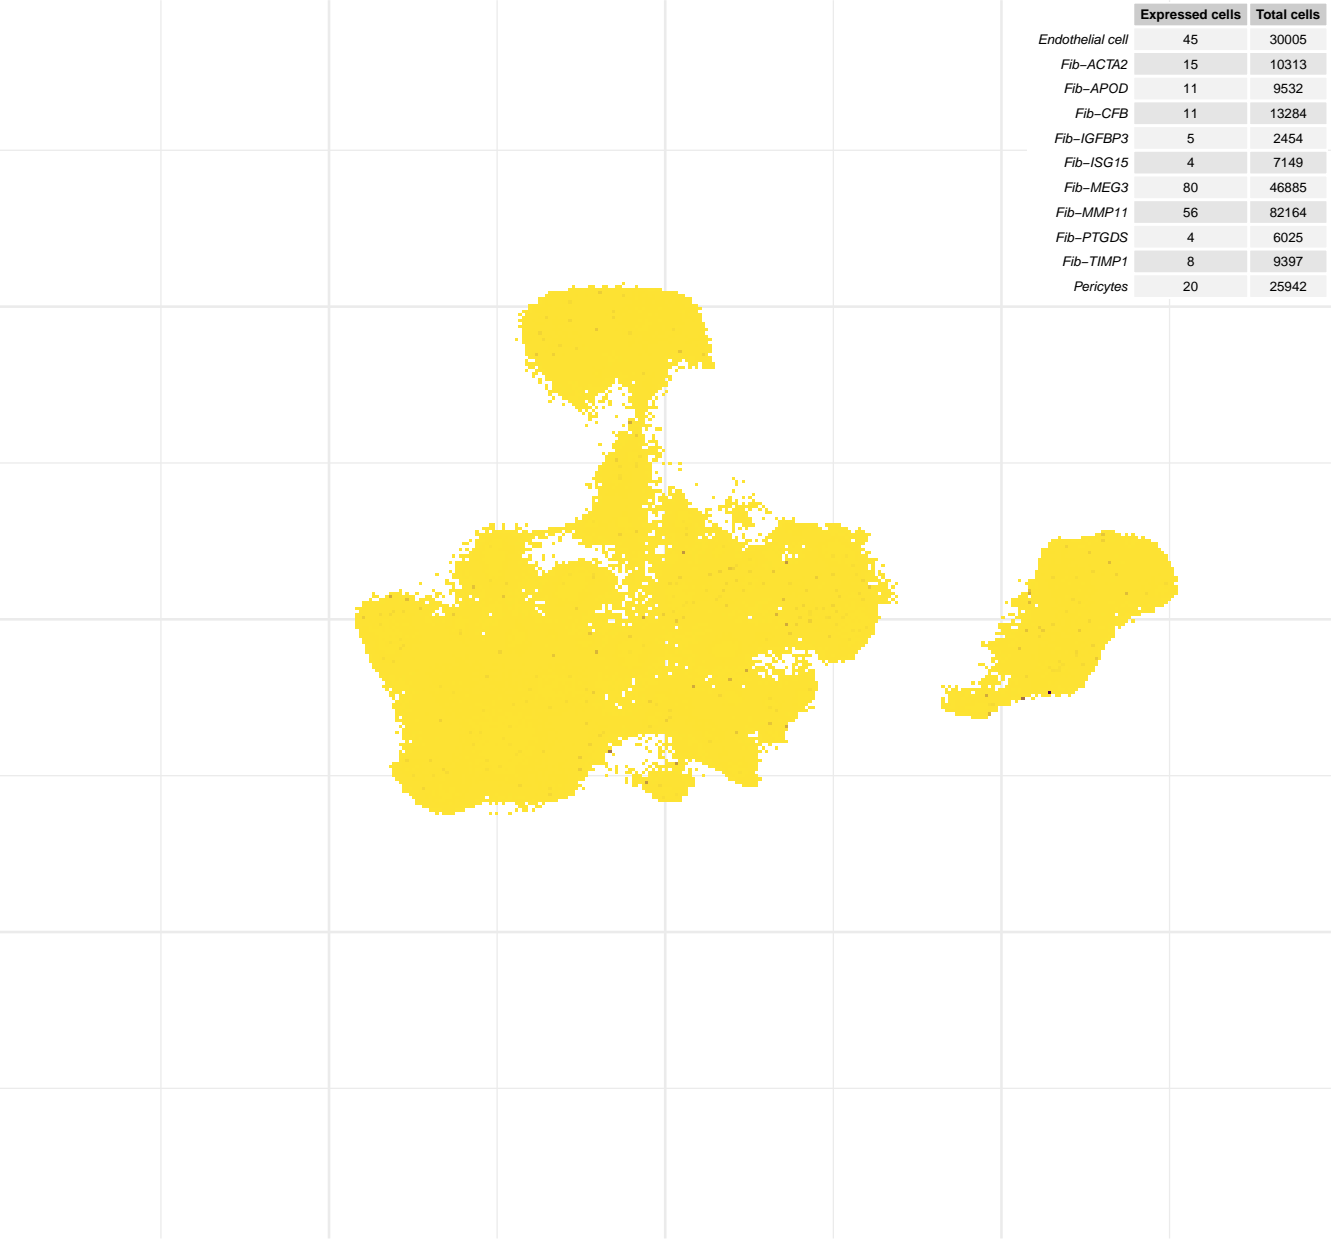 Expressed cells Total cells
Endothelial cell 45 30005
Fib−ACTA2 15 10313
Fib−APOD 11 9532
Fib−CFB 11 13284
Fib−IGFBP3 5 2454
Fib−ISG15 4 7149
Fib−MEG3 80 46885
Fib−MMP11 56 82164
Fib−PTGDS 4 6025
Fib−TIMP1 8 9397
Pericytes 20 25942